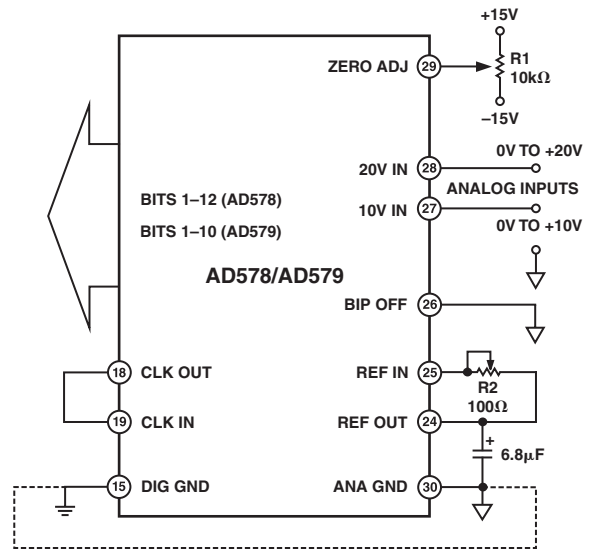 +15V
ZERO ADJ 29
R1
10kΩ
–15V
0V TO +20V
20V IN 28
ANALOG INPUTS
BITS 1–12 (AD578)
10V IN 27
0V TO +10V
BITS 1–10 (AD579)
AD578/AD579
BIP OFF 26
18 CLK OUT
REF IN 25
R2
100Ω
19 CLK IN
REF OUT 24
+
6.8μF
15 DIG GND
ANA GND 30